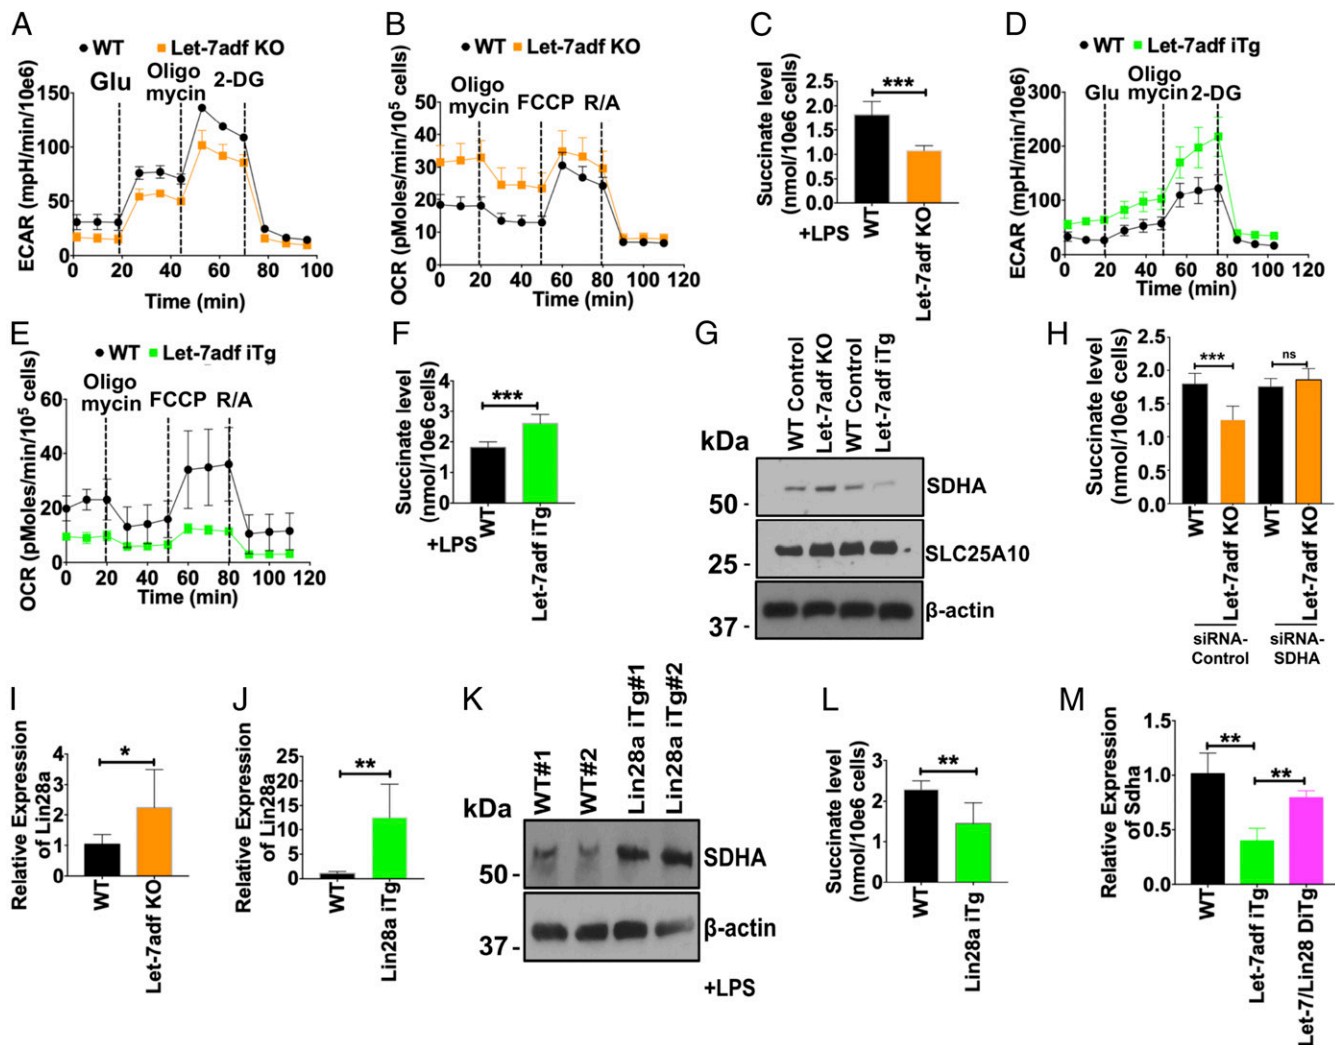 A
WT Let-7adf KO
Glu Oligo mycin 2-DG
ECAR (mpH/min/10e6)
150
100
50
0
0 20 40 60 80 100
Time (min)
B
WT Let-7adf KO
Oligo mycin FCCP R/A
OCR (pMoles/min/10⁵ cells)
50
40
30
20
10
0
0 20 40 60 80 100 120
Time (min)
C
Succinate level
(nmol/10e6 cells)
2.5
2.0
1.5
1.0
0.5
0.0
***
+LPS
WT
Let-7adf KO
D
WT Let-7adf iTg
Glu Oligo mycin 2-DG
ECAR (mpH/min/10e6)
300
200
100
0
0 20 40 60 80 100 120
Time (min)
E
WT Let-7adf iTg
Oligo mycin FCCP R/A
OCR (pMoles/min/10⁵ cells)
60
40
20
0
0 20 40 60 80 100 120
Time (min)
F
Succinate level
(nmol/10e6 cells)
4
3
2
1
0
***
+LPS
WT
Let-7adf iTg
G
WT Control
Let-7adf KO
WT Control
Let-7adf iTg
kDa
50 -
SDHA
25 -
SLC25A10
37 -
β-actin
H
Succinate level
(nmol/10e6 cells)
2.5
2.0
1.5
1.0
0.5
0.0
***
ns
WT
Let-7adf KO
WT
Let-7adf KO
siRNA-
Control
siRNA-
SDHA
I
Relative Expression
of Lin28a
4
3
2
1
0
*
WT
Let-7adf KO
J
Relative Expression
of Lin28a
25
20
15
10
5
0
**
WT
Lin28a iTg
K
WT#1
WT#2
Lin28a iTg#1
Lin28a iTg#2
kDa
50 -
SDHA
37 -
β-actin
+LPS
L
Succinate level
(nmol/10e6 cells)
3
2
1
0
**
WT
Lin28a iTg
M
Relative Expression
of Sdha
1.5
1.0
0.5
0.0
**
**
WT
Let-7adf iTg
Let-7/Lin28 DiTg